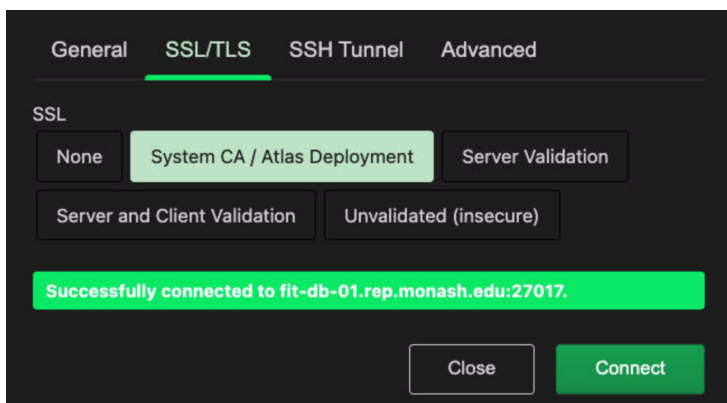 General SSL/TLS SSH Tunnel Advanced
SSL
None System CA / Atlas Deployment Server Validation
Server and Client Validation Unvalidated (insecure)
Successfully connected to fit-db-01.rep.monash.edu:27017.
Close Connect